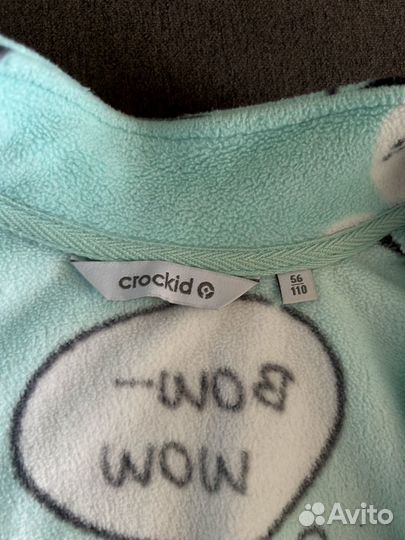 crockid
56
110
BOW-
WOW
Avito